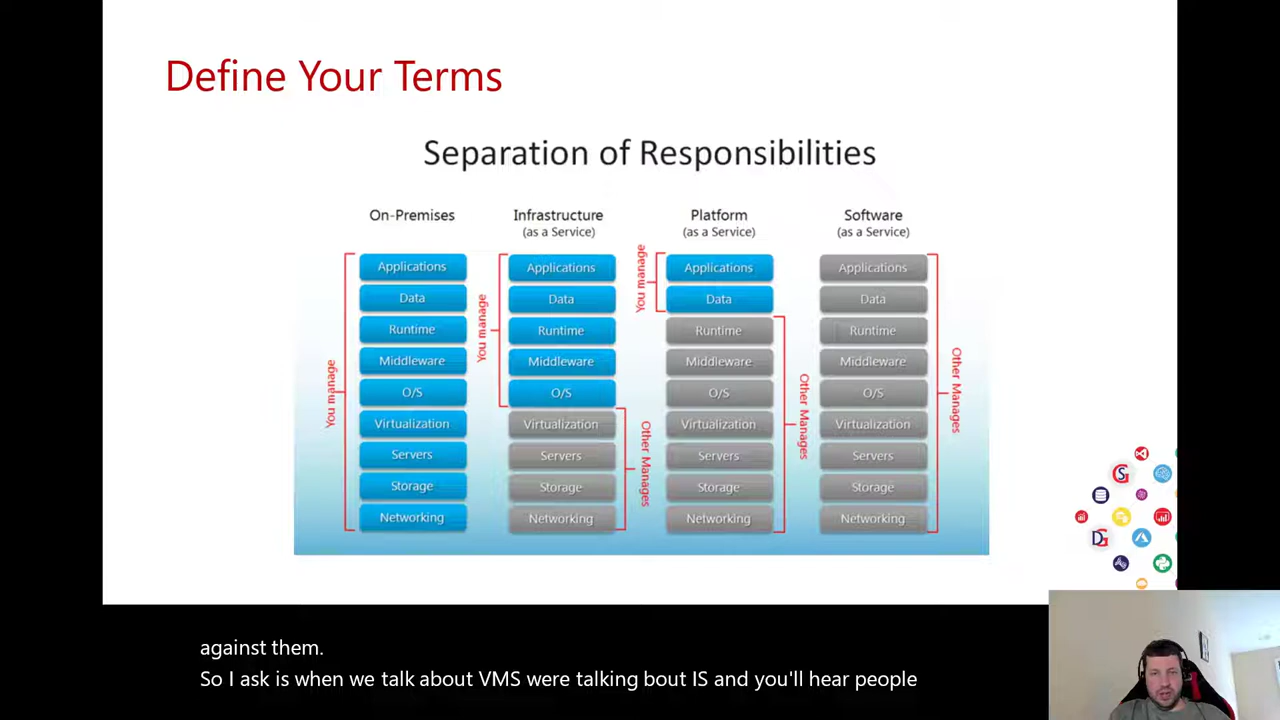 Define Your Terms
Separation of Responsibilities
On-Premises
Infrastructure
(as a Service)
Platform
(as a Service)
Software
(as a Service)
You manage
Applications
Data
Runtime
Middleware
O/S
Virtualization
Servers
Storage
Networking
You manage
Applications
Data
Runtime
Middleware
O/S
Virtualization
Servers
Storage
Networking
Other Manages
You manage
Applications
Data
Runtime
Middleware
O/S
Virtualization
Servers
Storage
Networking
Other Manages
Applications
Data
Runtime
Middleware
O/S
Virtualization
Servers
Storage
Networking
Other Manages
against them.
So I ask is when we talk about VMS were talking bout IS and you'll hear people